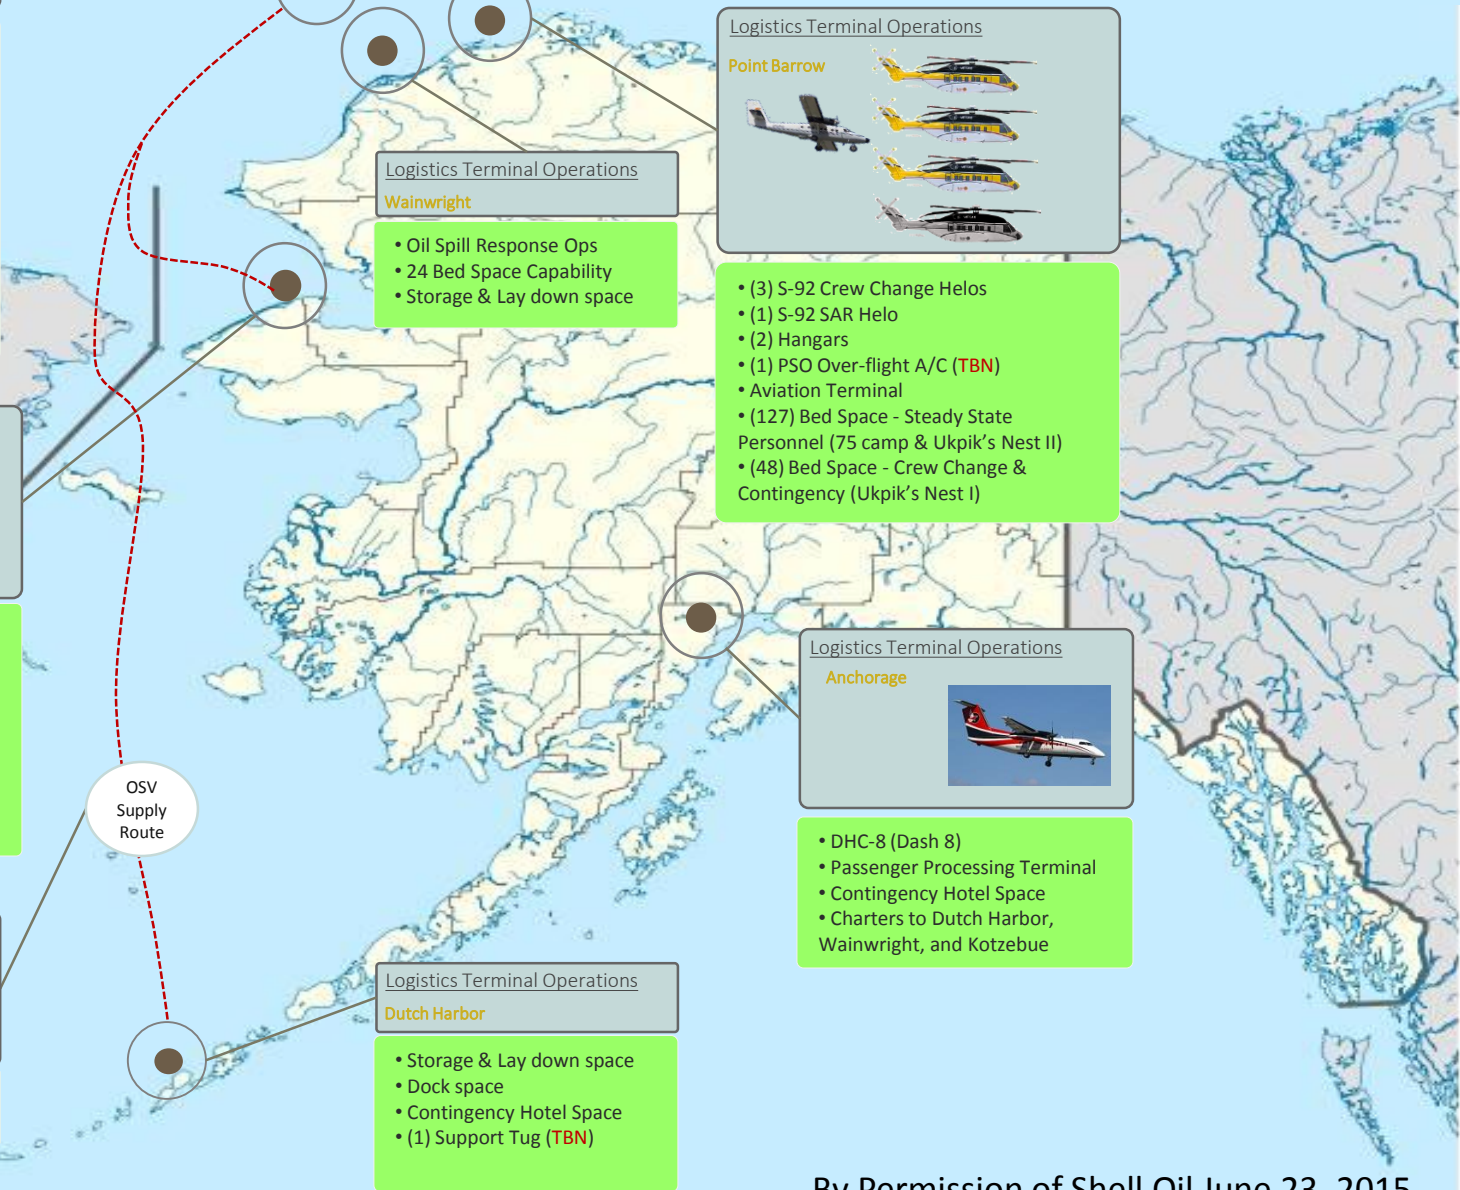 Logistics Terminal Operations
Point Barrow
Logistics Terminal Operations
Wainwright
• Oil Spill Response Ops
• 24 Bed Space Capability
• Storage & Lay down space
• (3) S-92 Crew Change Helos
• (1) S-92 SAR Helo
• (2) Hangars
• (1) PSO Over-flight A/C (TBN)
• Aviation Terminal
• (127) Bed Space - Steady State
Personnel (75 camp & Ukpik’s Nest II)
• (48) Bed Space - Crew Change &
Contingency (Ukpik’s Nest I)
Logistics Terminal Operations
Anchorage
• DHC-8 (Dash 8)
• Passenger Processing Terminal
• Contingency Hotel Space
• Charters to Dutch Harbor,
Wainwright, and Kotzebue
OSV
Supply
Route
Logistics Terminal Operations
Dutch Harbor
• Storage & Lay down space
• Dock space
• Contingency Hotel Space
• (1) Support Tug (TBN)
By Permission of Shell Oil June 23, 2015